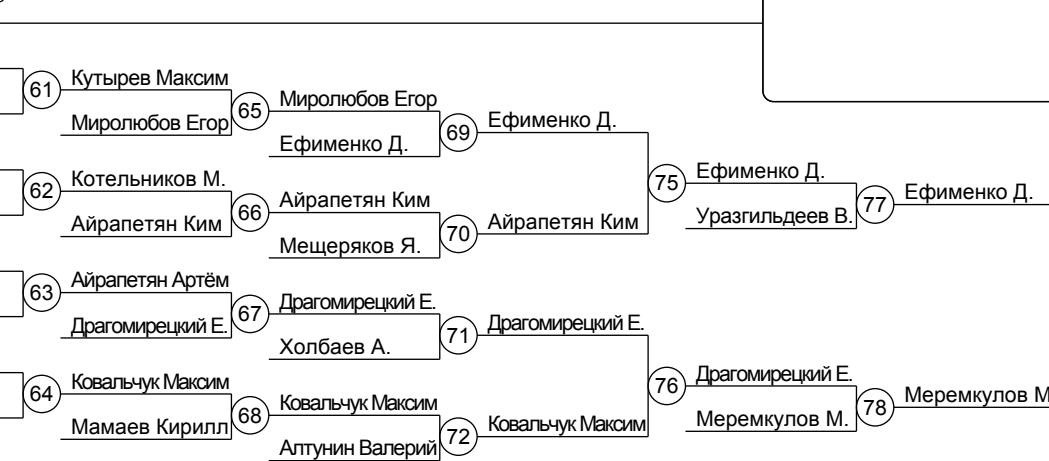 61
Кутырев Максим
Миролюбов Егор
65
Миролюбов Егор
Ефименко Д.
69
Ефименко Д.
62
Котельников М.
Айрапетян Ким
66
Айрапетян Ким
Мещеряков Я.
70
Айрапетян Ким
75
Ефименко Д.
Уразгильдеев В.
77
Ефименко Д.
63
Айрапетян Артём
Драгомирецкий Е.
67
Драгомирецкий Е.
Холбаев А.
71
Драгомирецкий Е.
64
Ковальчук Максим
Мамаев Кирилл
68
Ковальчук Максим
Алтунин Валерий
72
Ковальчук Максим
76
Драгомирецкий Е.
Меремкулов М.
78
Меремкулов М